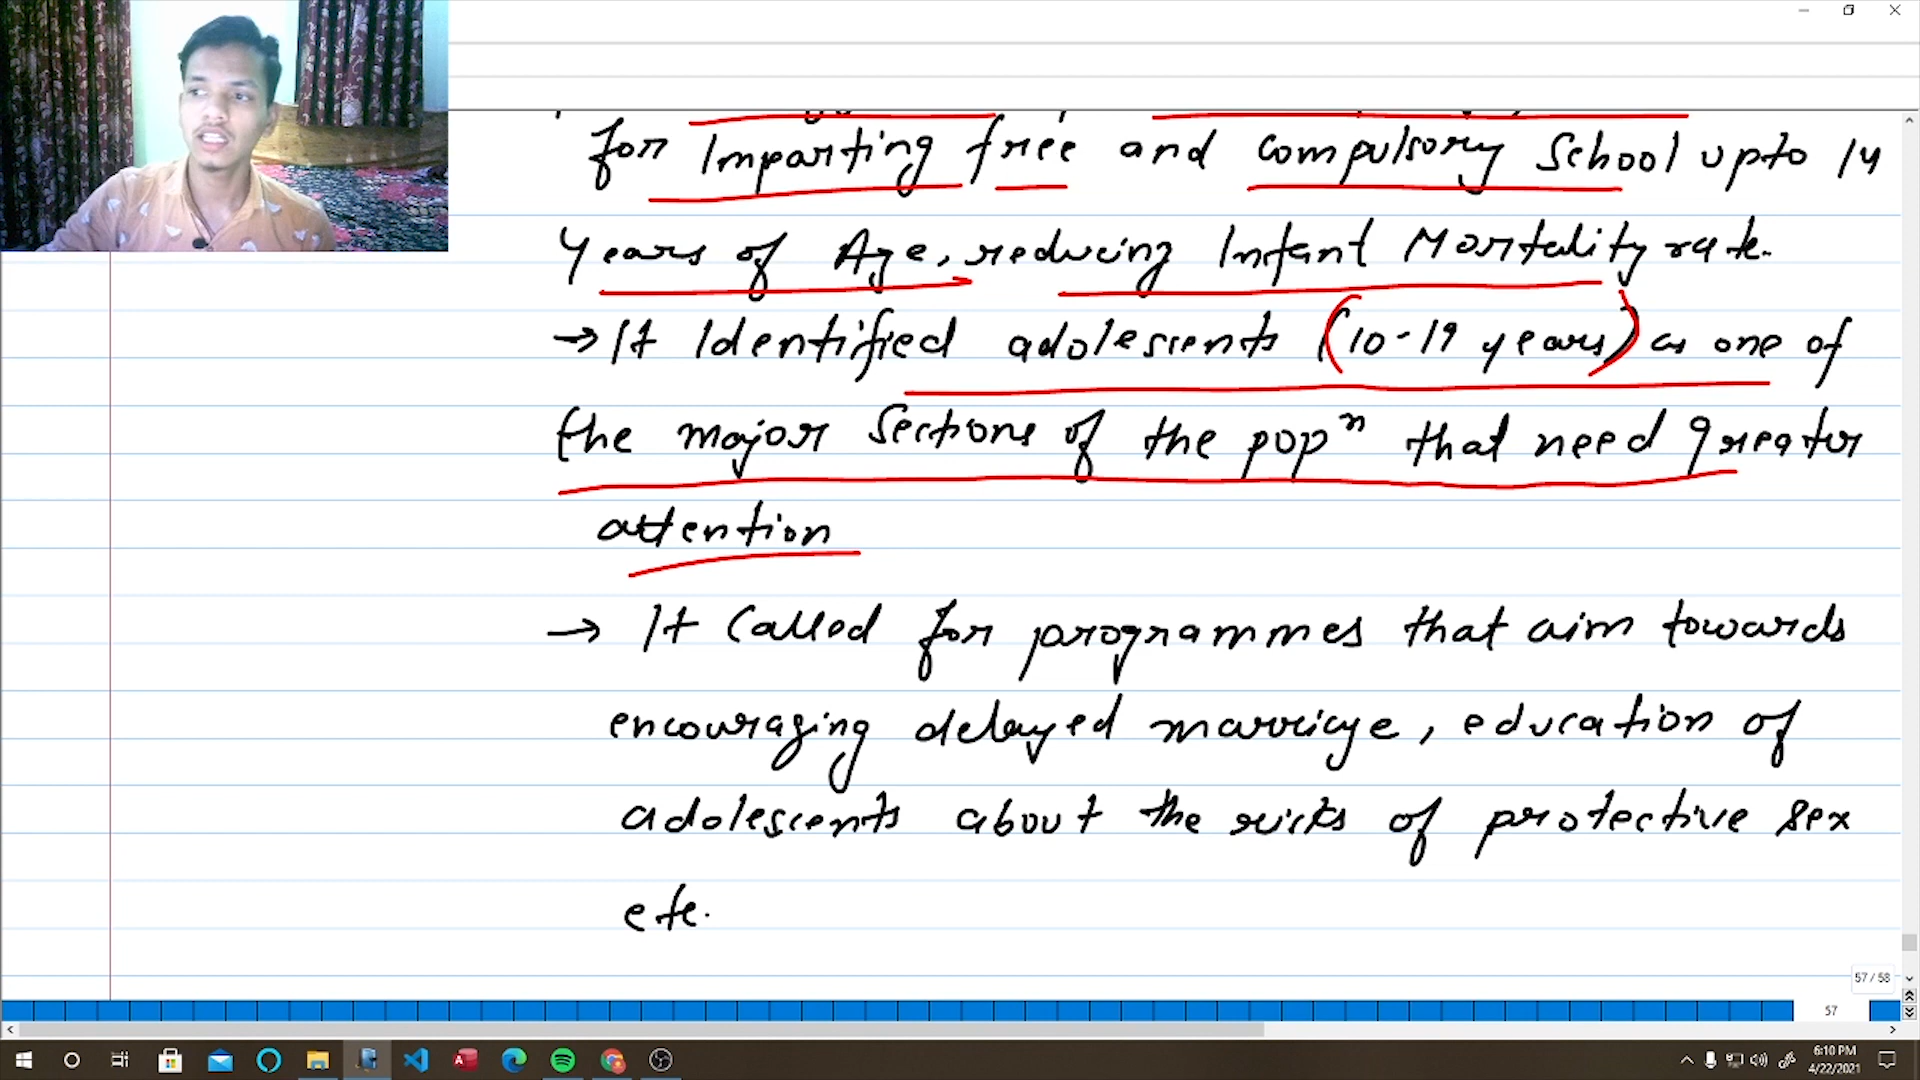 for Imparting free and compulsory School upto 14
years of Age, reducing Infant Mortality rate.
→ It Identified adolescents (10-19 years) as one of
the major Sections of the popⁿ that need greater
attention
→ It called for programmes that aim towards
encouraging delayed marriage, education of
adolescents about the risks of protective sex
etc.
57 / 58
57
6:10 PM
4/22/2021